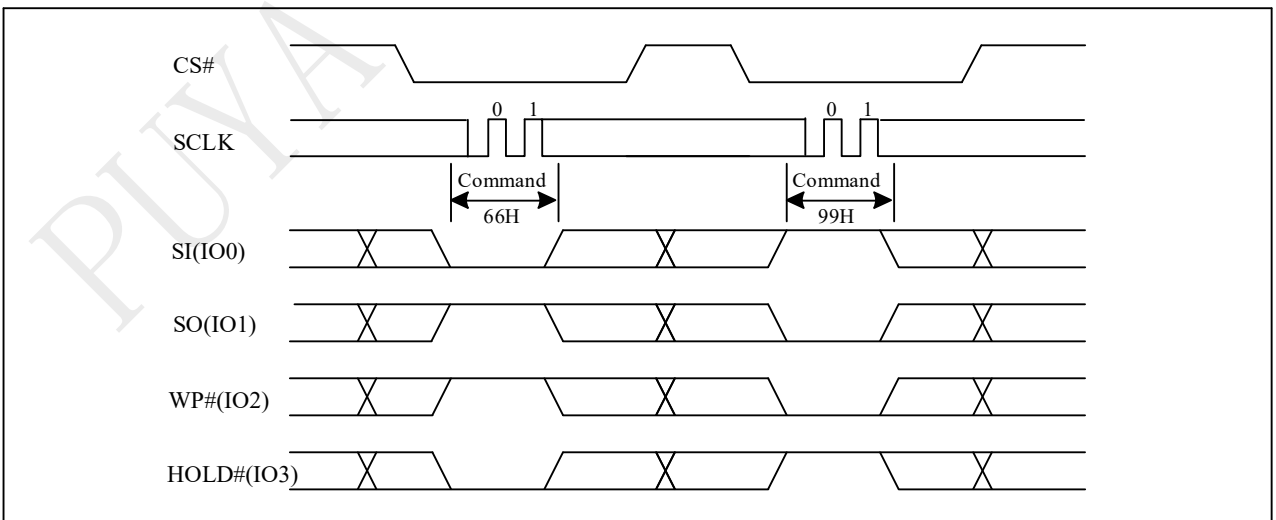 PUYA
CS#
0 1 0 1
SCLK
Command Command
66H 99H
SI(IO0)
SO(IO1)
WP#(IO2)
HOLD#(IO3)